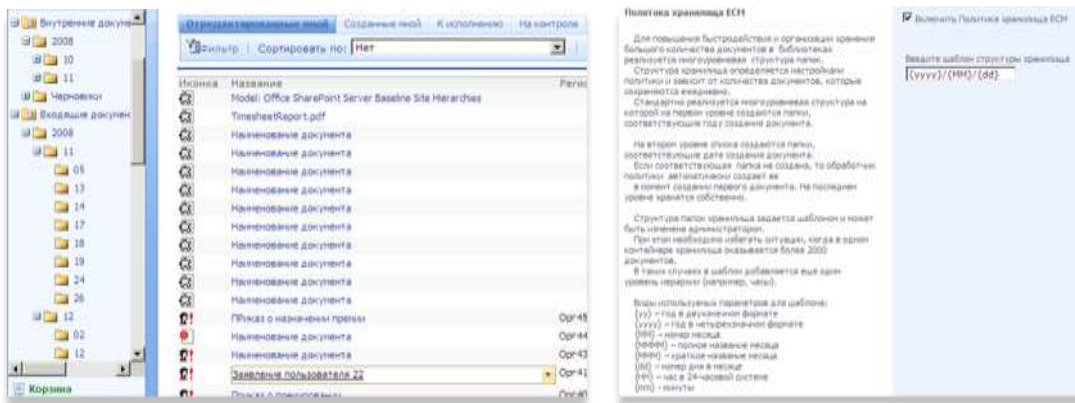 Внутренние докуме
2008
10
11
Черновики
Входящие докумен
2008
11
05
13
14
17
18
19
24
26
12
02
12
Корзина
Отредактированные мной Созданные мной К исполнению На контроле
Фильтр Сортировать по: Нет
Иконка Название
Model: Office SharePoint Server Baseline Site Hierarchies
TimesheetReport.pdf
Наименование документа
Наименование документа
Наименование документа
Наименование документа
Наименование документа
Наименование документа
Наименование документа
Наименование документа
Наименование документа
Наименование документа
ПРиказ о назначении премии Орг45
Наименование документа Орг44
Наименование документа Орг43
Заявление пользователя 22 Орг41
Приказ о премировании Орг40
Политика хранилища ECM
Для повышения быстродействия и организации хранения
большого количества документов в библиотеках
реализуется многоуровневая структура папок.
Структура хранилища определяется настройками
политики и зависит от количества документов, которые
сохраняются ежедневно.
Стандартно реализуется многоуровневая структура на
которой на первом уровне создаются папки,
соответствующие году создания документа.
На втором уровне списка создаются папки,
соответствующие дате создания документа.
Если соответствующая папка не создана, то обработчик
политики автоматически создает ее
в момент создания первого документа. На последнем
уровне хранятся собственно.
Структура папок хранилища задается шаблоном и может
быть изменена администратором.
При этом необходимо избегать ситуации, когда в одном
контейнере хранилища оказывается более 2000
документов.
В таких случаях в шаблон добавляется еще один
уровень иерархии (например, часы).
Виды используемых параметров для шаблона:
{yy} – год в двухзначном формате
{yyyy} – год в четырехзначном формате
{MM} – номер месяца
{MMMM} – полное название месяца
{MMM} – краткое название месяца
{dd} – номер дня в месяце
{HH} – час в 24-часовой системе
{mm} - минуты
Включить Политика хранилища ECM
Введите шаблон структуры хранилища
{yyyy}/{MM}/{dd}